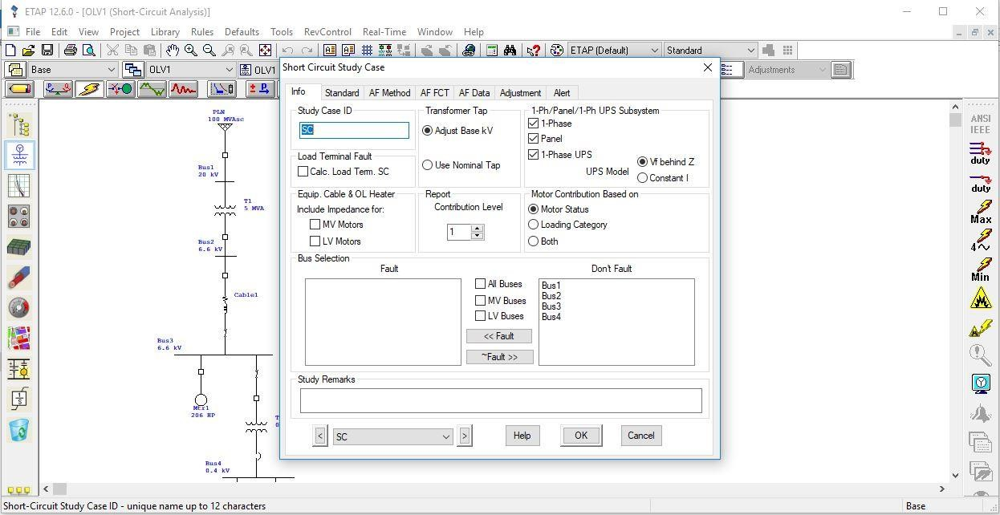 ETAP 12.6.0 - [OLV1 (Short-Circuit Analysis)]
File Edit View Project Library Rules Defaults Tools RevControl Real-Time Window Help
ETAP (Default) Standard
Base OLV1 OLV1 Adjustments
Short Circuit Study Case
Info Standard AF Method AF FCT AF Data Adjustment Alert
Study Case ID
SC
Transformer Tap
Adjust Base kV
Use Nominal Tap
1-Ph/Panel/1-Ph UPS Subsystem
1-Phase
Panel
1-Phase UPS
UPS Model
Vf behind Z
Constant I
Load Terminal Fault
Calc. Load Term. SC
Equip. Cable & OL Heater
Include Impedance for:
MV Motors
LV Motors
Report
Contribution Level
1
Motor Contribution Based on
Motor Status
Loading Category
Both
Bus Selection
Fault
Don't Fault
All Buses
MV Buses
LV Buses
<< Fault
~Fault >>
Bus1
Bus2
Bus3
Bus4
Study Remarks
< SC > Help OK Cancel
PLN
100 MVAsc
Bus1
20 kV
T1
5 MVA
Bus2
6.6 kV
Cable1
Bus3
6.6 kV
Mtr1
206 HP
Bus4
0.4 kV
ANSI
IEEE
duty
duty
Max
4
Min
Short-Circuit Study Case ID - unique name up to 12 characters
Base